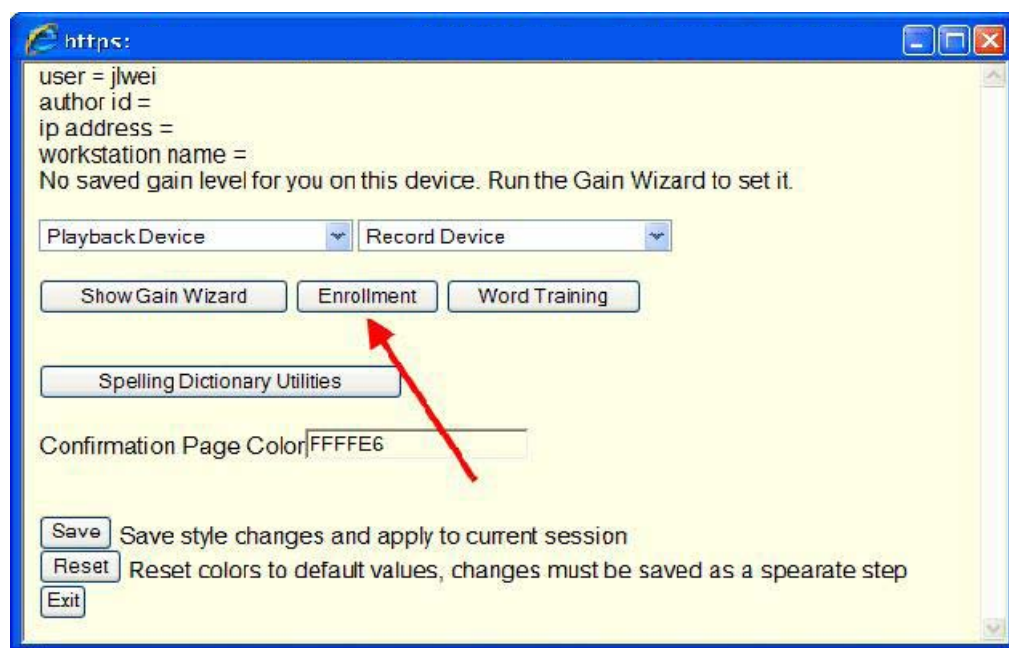 https:
user = jlwei
author id =
ip address =
workstation name =
No saved gain level for you on this device. Run the Gain Wizard to set it.
Playback Device Record Device
Show Gain Wizard Enrollment Word Training
Spelling Dictionary Utilities
Confirmation Page Color FFFFE6
Save Save style changes and apply to current session
Reset Reset colors to default values, changes must be saved as a spearate step
Exit